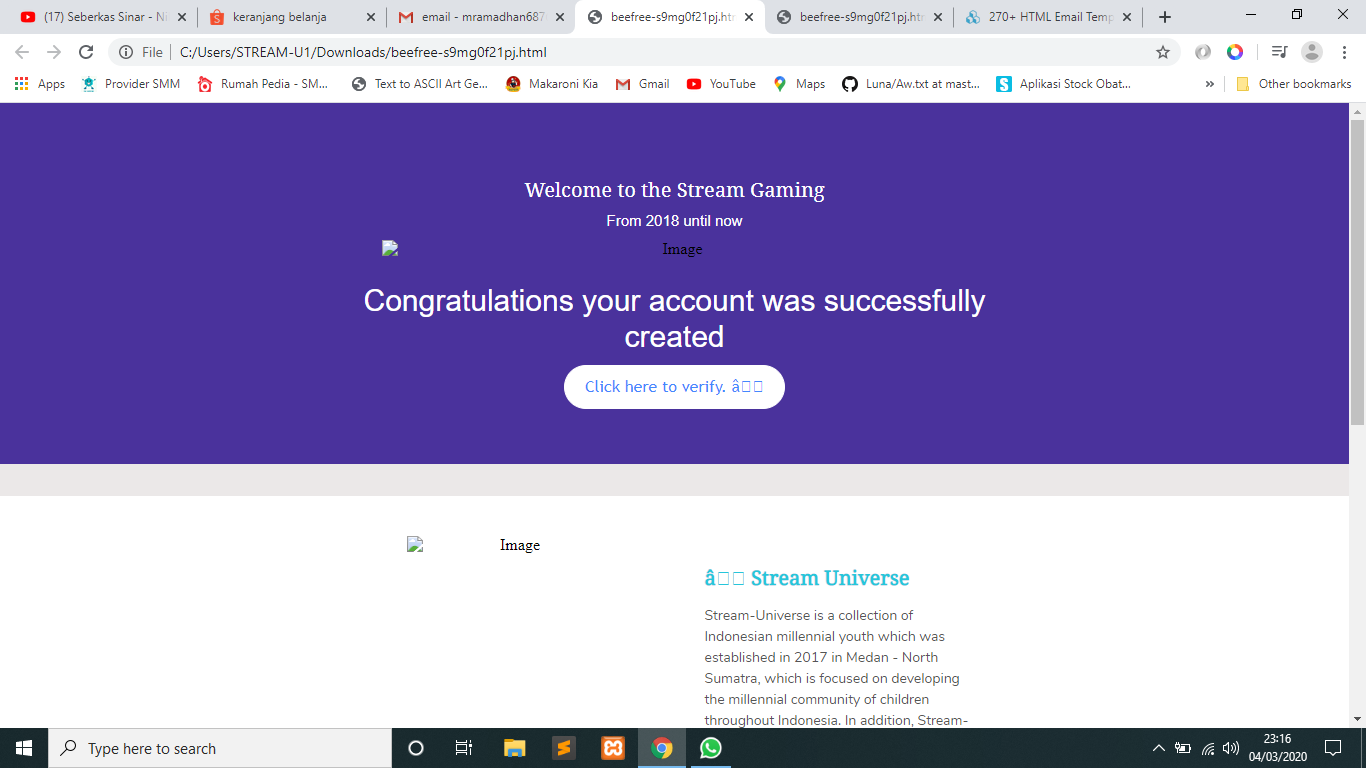 (17) Seberkas Sinar - Ni
keranjang belanja
email - mramadhan687
beefree-s9mg0f21pj.htm
beefree-s9mg0f21pj.htm
270+ HTML Email Temp
File
C:/Users/STREAM-U1/Downloads/beefree-s9mg0f21pj.html
Apps
Provider SMM
Rumah Pedia - SM...
Text to ASCII Art Ge...
Makaroni Kia
Gmail
YouTube
Maps
Luna/Aw.txt at mast...
Aplikasi Stock Obat...
»
Other bookmarks
Welcome to the Stream Gaming
From 2018 until now
Image
Congratulations your account was successfully
created
Click here to verify. â
Image
â Stream Universe
Stream-Universe is a collection of
Indonesian millennial youth which was
established in 2017 in Medan - North
Sumatra, which is focused on developing
the millennial community of children
throughout Indonesia. In addition, Stream-
Type here to search
23:16
04/03/2020